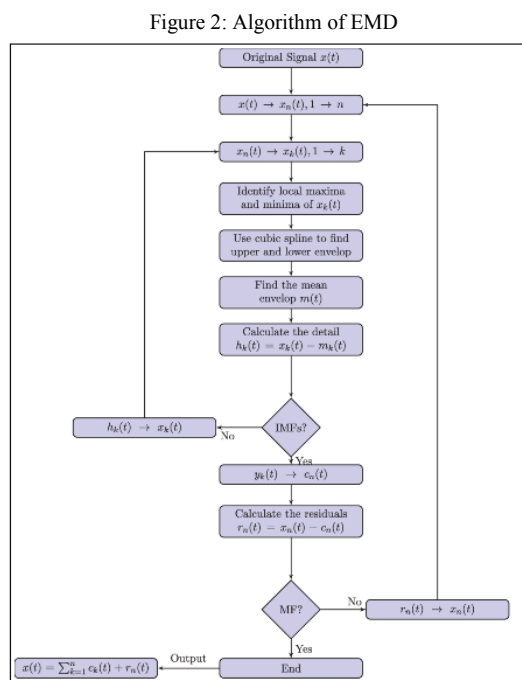 Figure 2: Algorithm of EMD
Original Signal x(t)
x(t) → x_n(t), 1 → n
x_n(t) → x_k(t), 1 → k
Identify local maxima
and minima of x_k(t)
Use cubic spline to find
upper and lower envelop
Find the mean
envelop m(t)
Calculate the detail
h_k(t) = x_k(t) − m_k(t)
IMFs?
No
h_k(t) → x_k(t)
Yes
y_k(t) → c_n(t)
Calculate the residuals
r_n(t) = x_n(t) − c_n(t)
MF?
No
r_n(t) → x_n(t)
Yes
End
Output
x(t) = ∑_{k=1}^{n} c_k(t) + r_n(t)